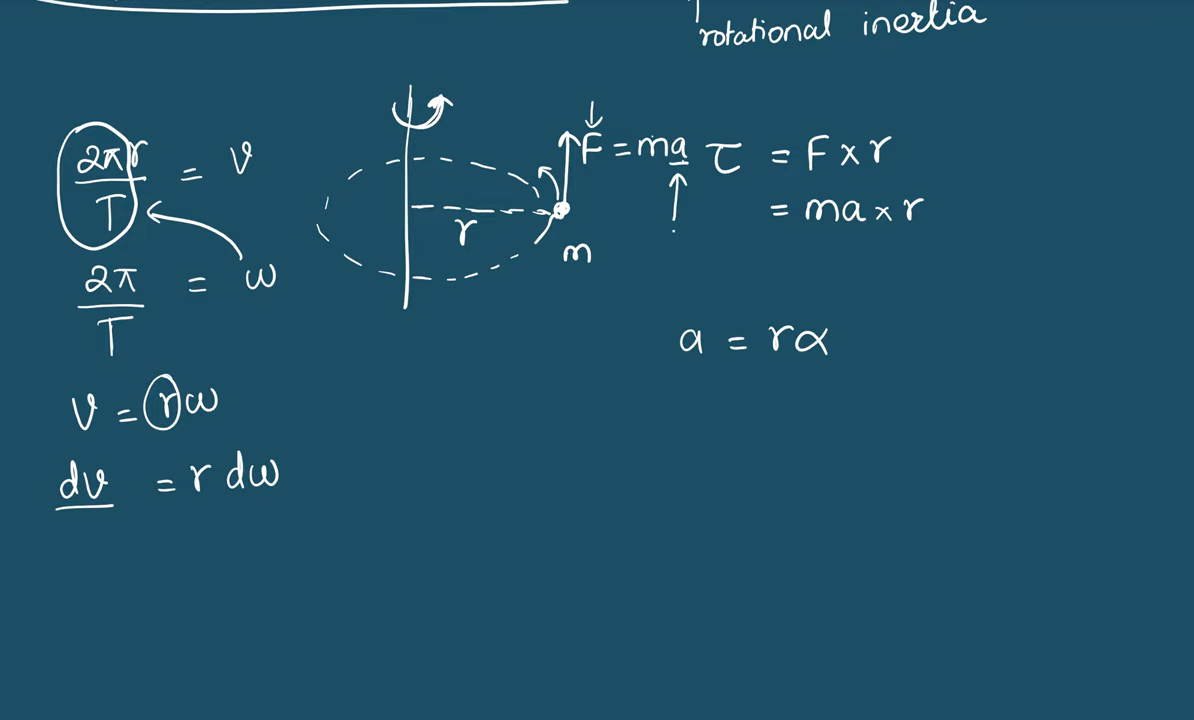 rotational inertia
2πr/T = v
2π/T = ω
v = rω
dv = r dω
r
m
F = ma
τ = F × r
= ma × r
a = rα